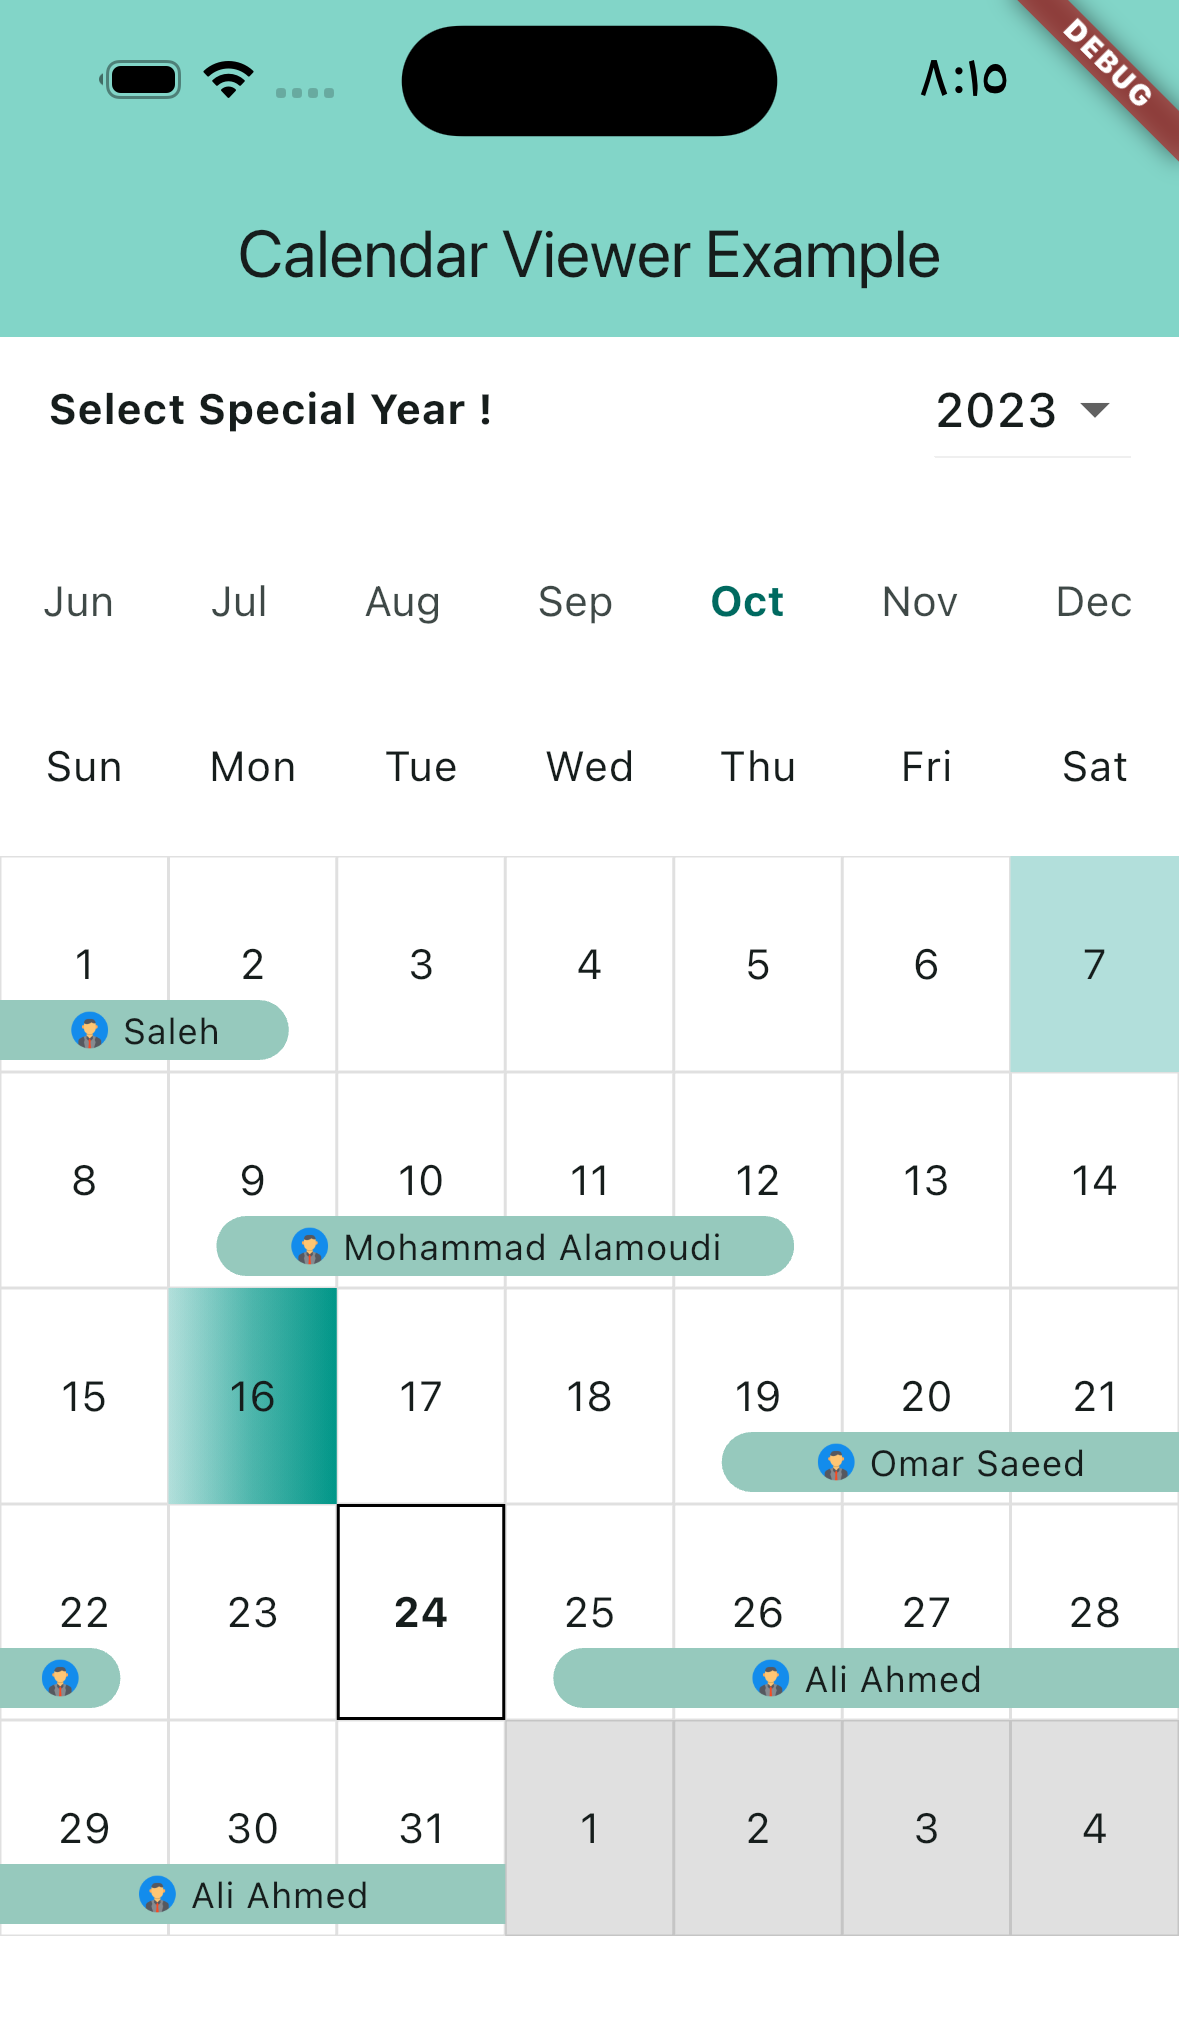 ٨:١٥
DEBUG
Calendar Viewer Example
Select Special Year ! 2023
Jun Jul Aug Sep Oct Nov Dec
Sun Mon Tue Wed Thu Fri Sat
1 2 3 4 5 6 7
Saleh
8 9 10 11 12 13 14
Mohammad Alamoudi
15 16 17 18 19 20 21
Omar Saeed
22 23 24 25 26 27 28
Ali Ahmed
29 30 31 1 2 3 4
Ali Ahmed